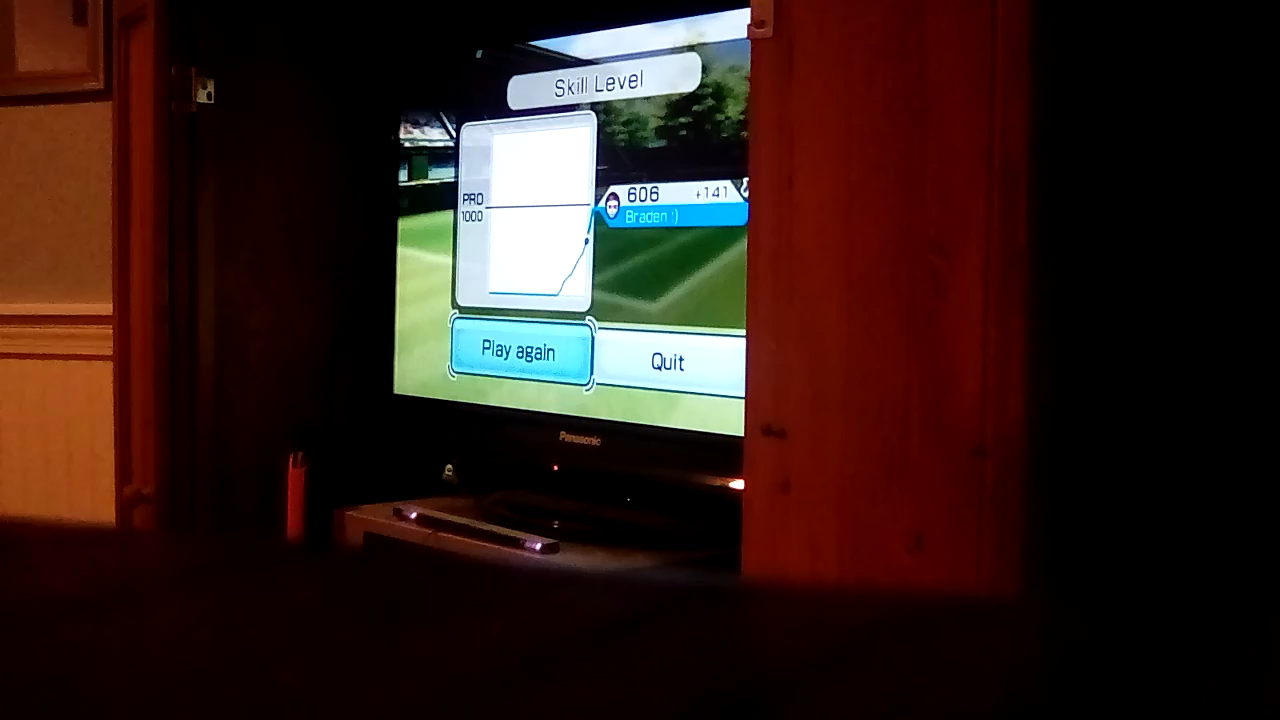 Skill Level
PRO
1000
606 +141
Braden :)
Play again
Quit
Panasonic